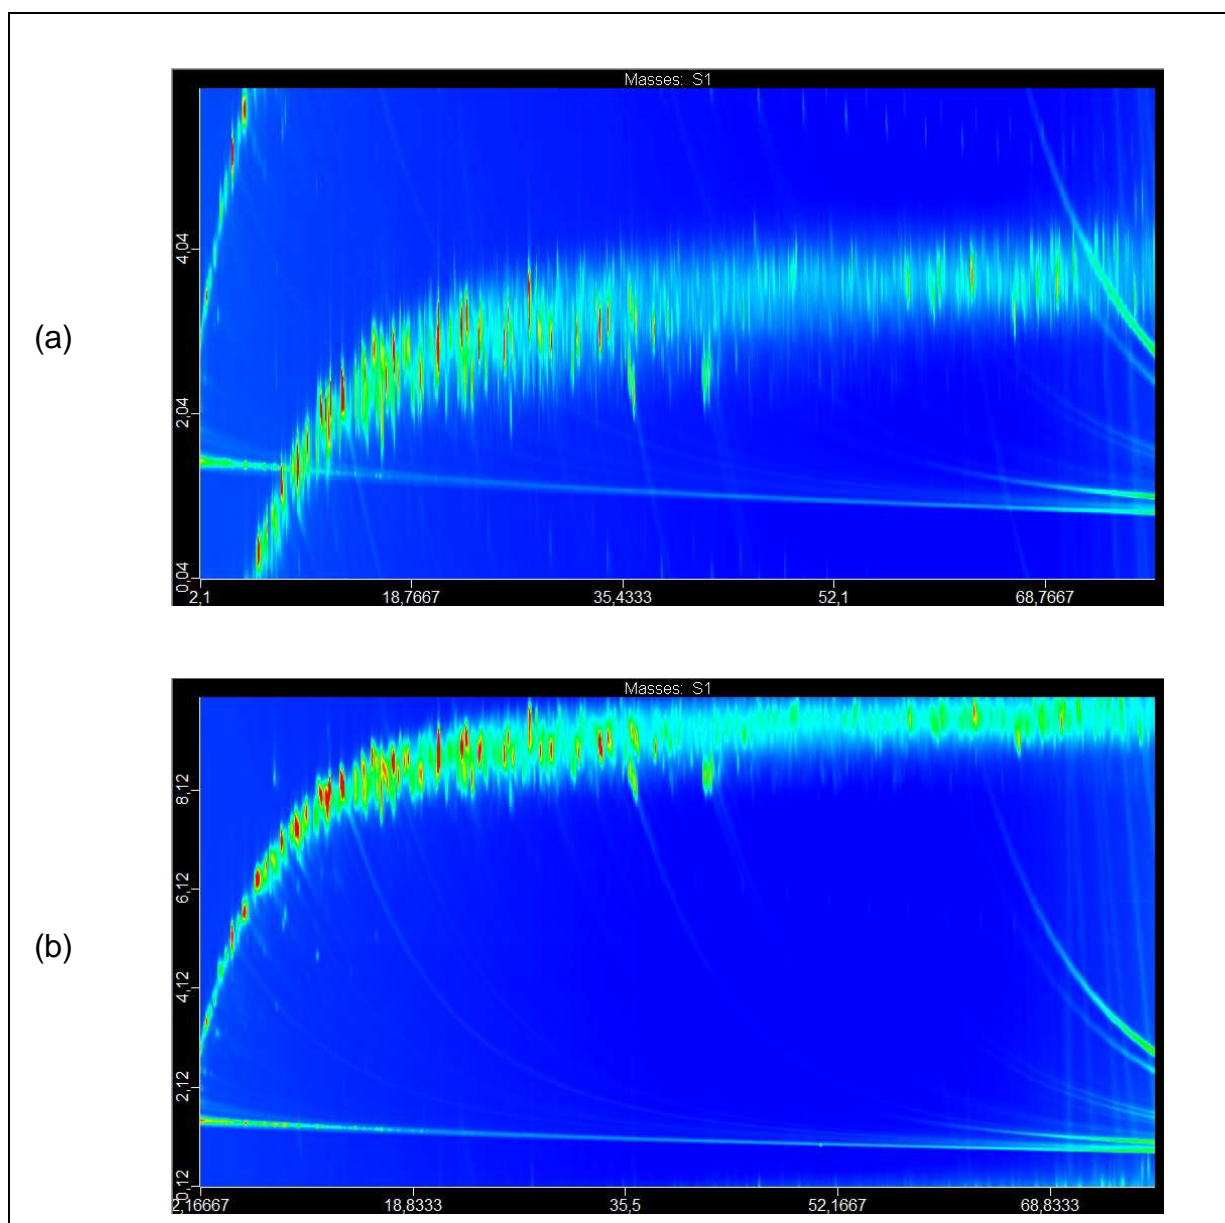 Masses: S1
4,04
(a)
2,04
0,04
2,1 18,7667 35,4333 52,1 68,7667
Masses: S1
8,12
6,12
(b)
4,12
2,12
0,12
2,16667 18,8333 35,5 52,1667 68,8333